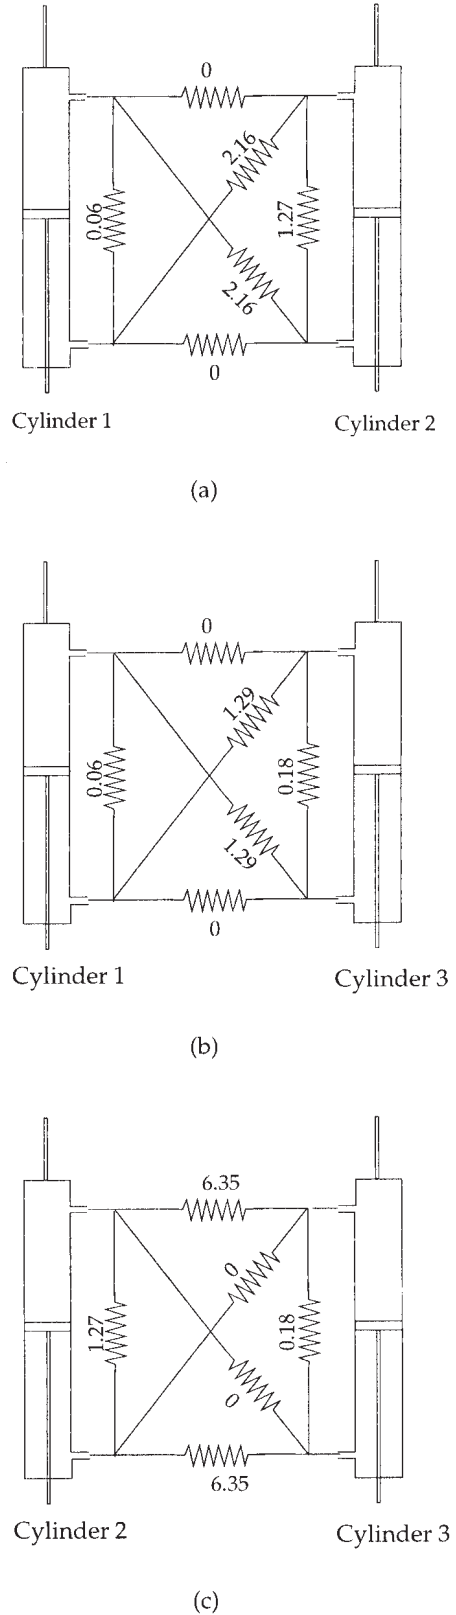 0
2.16
0.06
1.27
2.16
0
Cylinder 1
Cylinder 2
(a)
0
1.29
0.06
0.18
1.29
0
Cylinder 1
Cylinder 3
(b)
6.35
0
1.27
0.18
0
6.35
Cylinder 2
Cylinder 3
(c)